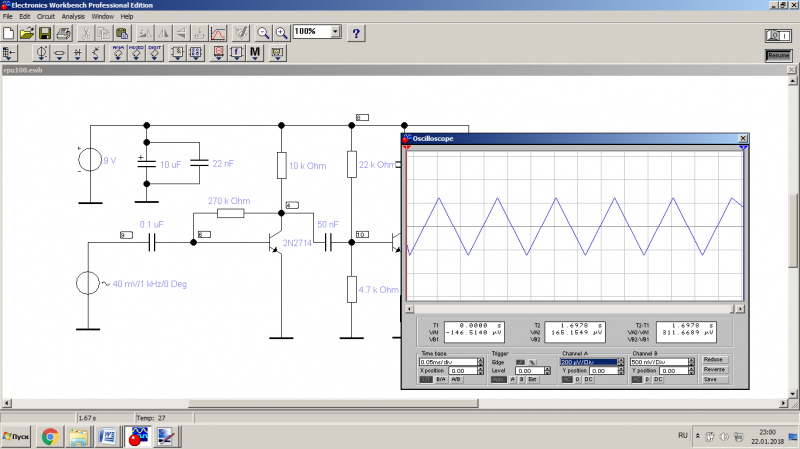 Electronics Workbench Professional Edition
File Edit Circuit Analysis Window Help
100%
?
ANA MIXED DIGIT
M
Resume
rpu100.ewb
8
9 V
10 uF
22 nF
10 k Ohm
22 k Ohm
270 k Ohm
4
0.1 uF
50 nF
9
6
10
2N2714
40 mV/1 kHz/0 Deg
4.7 k Ohm
Oscilloscope
T1 0.0000 s
VA1 -146.5140 µV
VB1
T2 1.6978 s
VA2 165.1549 µV
VB2
T2-T1 1.6978 s
VA2-VA1 311.6689 µV
VB2-VB1
Time base
0.05ms/div
X position 0.00
Y/T B/A A/B
Trigger
Edge
Level 0.00
Auto A B Ext
Channel A
200 µV/Div
Y position 0.00
AC 0 DC
Channel B
500 mV/Div
Y position 0.00
AC 0 DC
Reduce
Reverse
Save
1.67 s
Temp: 27
Пуск
RU
23:00
22.01.2018